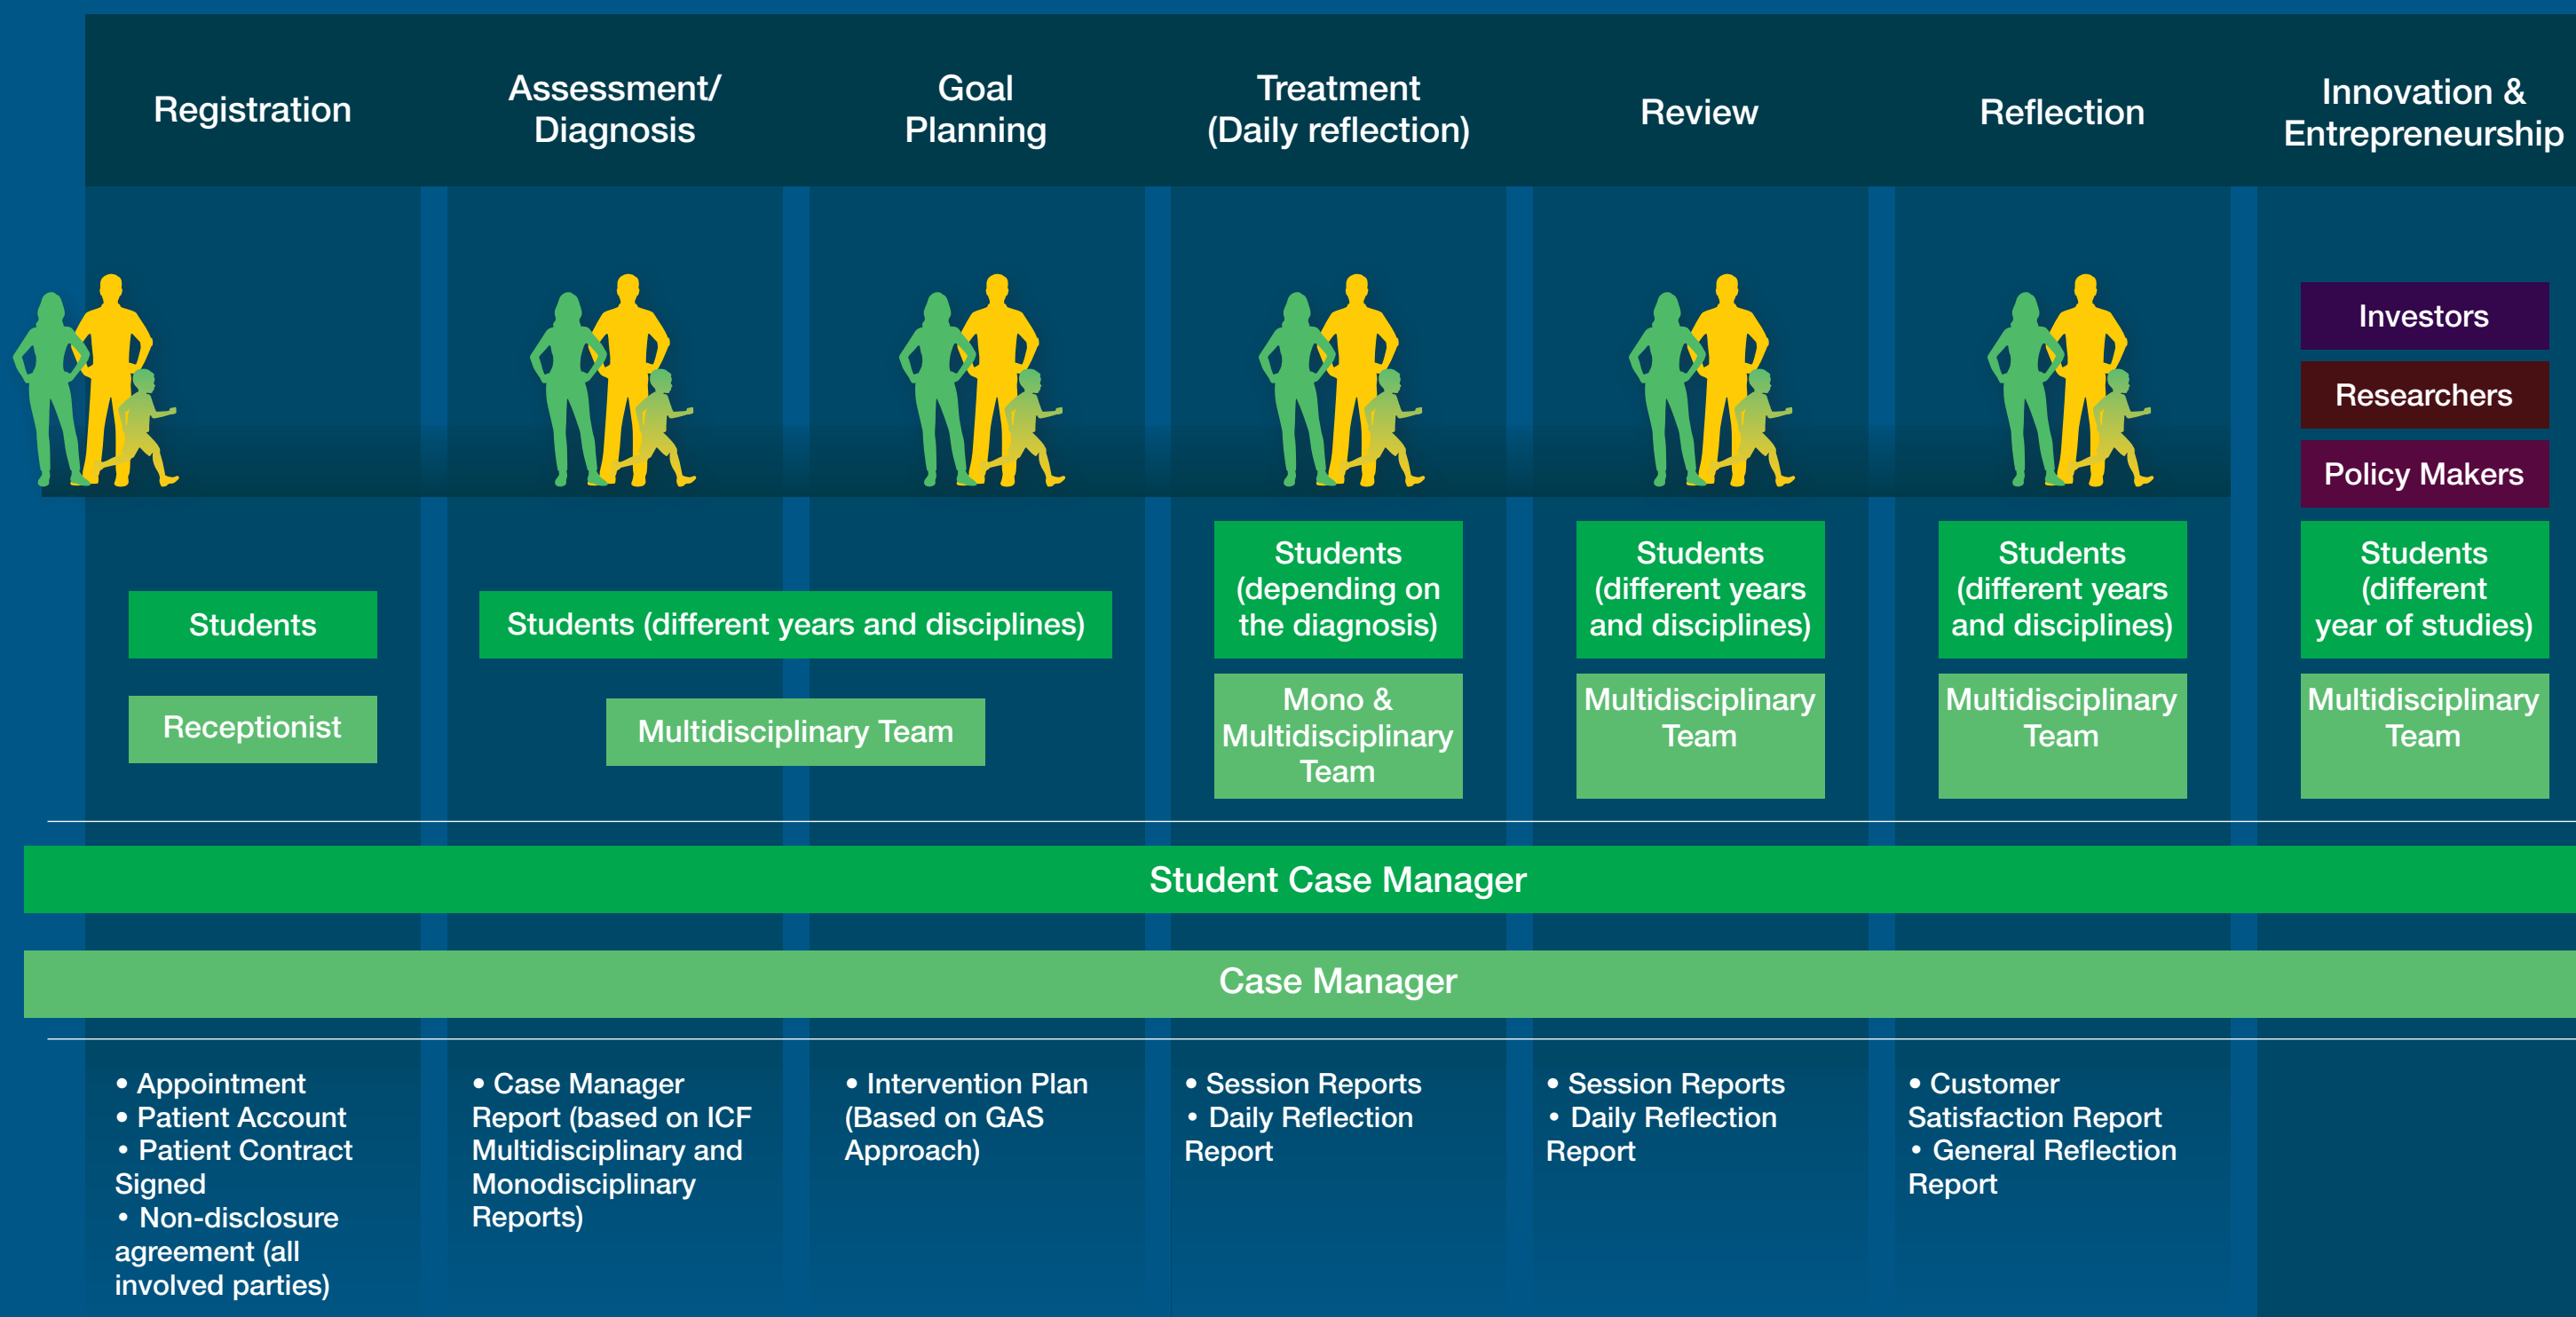 Registration
Assessment/
Diagnosis
Goal
Planning
Treatment
(Daily reflection)
Review
Reflection
Innovation &
Entrepreneurship
Investors
Researchers
Policy Makers
Students
Receptionist
Students (different years and disciplines)
Multidisciplinary Team
Students
(depending on
the diagnosis)
Mono &
Multidisciplinary
Team
Students
(different years
and disciplines)
Multidisciplinary
Team
Students
(different years
and disciplines)
Multidisciplinary
Team
Students
(different
year of studies)
Multidisciplinary
Team
Student Case Manager
Case Manager
• Appointment
• Patient Account
• Patient Contract
Signed
• Non-disclosure
agreement (all
involved parties)
• Case Manager
Report (based on ICF
Multidisciplinary and
Monodisciplinary
Reports)
• Intervention Plan
(Based on GAS
Approach)
• Session Reports
• Daily Reflection
Report
• Session Reports
• Daily Reflection
Report
• Customer
Satisfaction Report
• General Reflection
Report